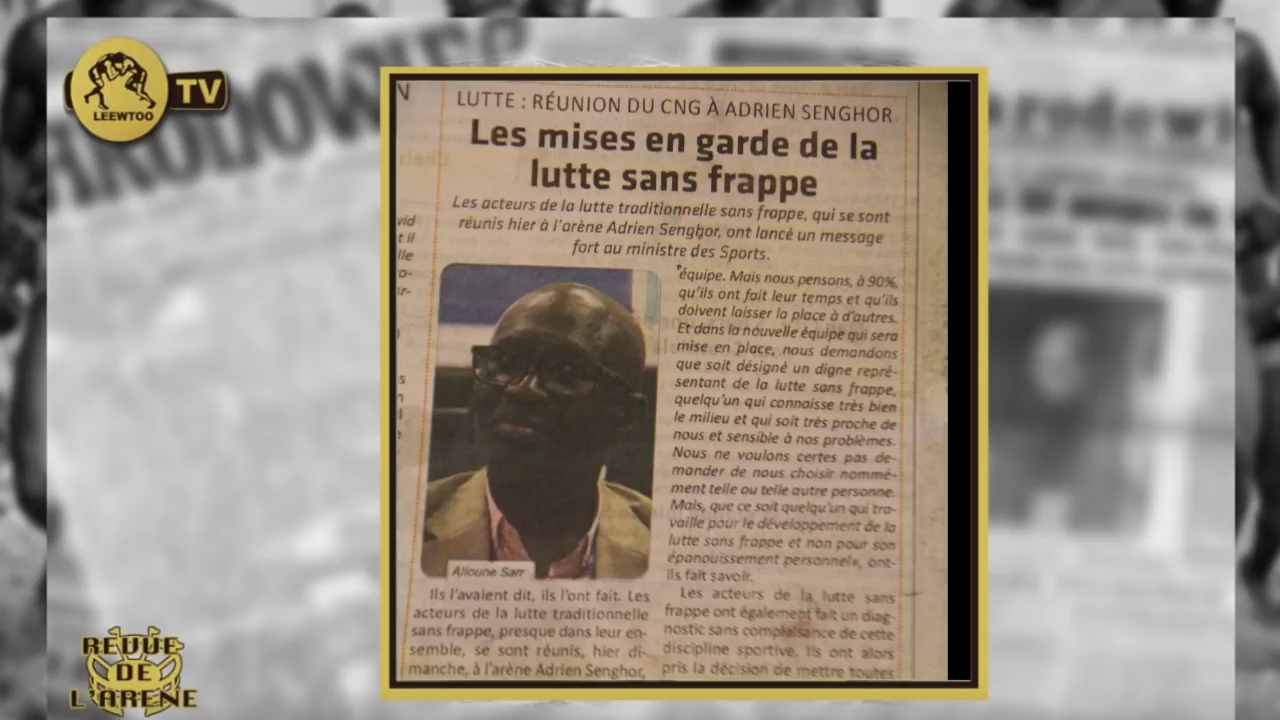 LEEWTOO
TV
LUTTE : RÉUNION DU CNG À ADRIEN SENGHOR
Les mises en garde de la
lutte sans frappe
Les acteurs de la lutte traditionnelle sans frappe, qui se sont
réunis hier à l'arène Adrien Senghor, ont lancé un message
fort au ministre des Sports.
Alioune Sarr
Ils l'avaient dit, ils l'ont fait. Les
acteurs de la lutte traditionnelle
sans frappe, presque dans leur en-
semble, se sont réunis, hier di-
manche, à l'arène Adrien Senghor,
équipe. Mais nous pensons, à 90%,
qu'ils ont fait leur temps et qu'ils
doivent laisser la place à d'autres.
Et dans la nouvelle équipe qui sera
mise en place, nous demandons
que soit désigné un digne repré-
sentant de la lutte sans frappe,
quelqu'un qui connaisse très bien
le milieu et qui soit très proche de
nous et sensible à nos problèmes.
Nous ne voulons certes pas de-
mander de nous choisir nommé-
ment telle ou telle autre personne.
Mais, que ce soit quelqu'un qui tra-
vaille pour le développement de la
lutte sans frappe et non pour son
épanouissement personnel», ont-
ils fait savoir.
Les acteurs de la lutte sans
frappe ont également fait un diag-
nostic sans complaisance de cette
discipline sportive. Ils ont alors
pris la décision de mettre toutes
REVUE
DE
L'ARENE